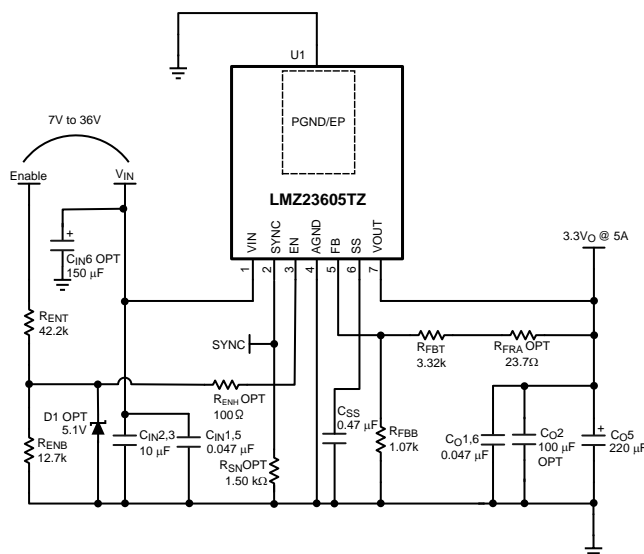 U1
PGND/EP
LMZ23605TZ
VIN
SYNC
EN
AGND
FB
SS
VOUT
1
2
3
4
5
6
7
7V to 36V
Enable
VIN
CIN6 OPT
150 µF
RENT
42.2k
D1 OPT
5.1V
RENB
12.7k
CIN2,3
10 µF
CIN1,5
0.047 µF
SYNC
RENH OPT
100Ω
RSN OPT
1.50 kΩ
CSS
0.47 µF
RFBT
3.32k
RFRA OPT
23.7Ω
RFBB
1.07k
3.3VO @ 5A
CO1,6
0.047 µF
CO2
100 µF
OPT
CO5
220 µF
+
+